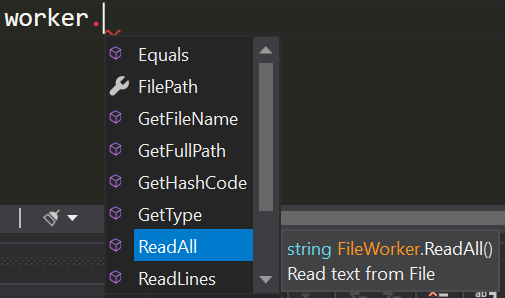 worker.
Equals
FilePath
GetFileName
GetFullPath
GetHashCode
GetType
ReadAll
ReadLines
string FileWorker.ReadAll()
Read text from File